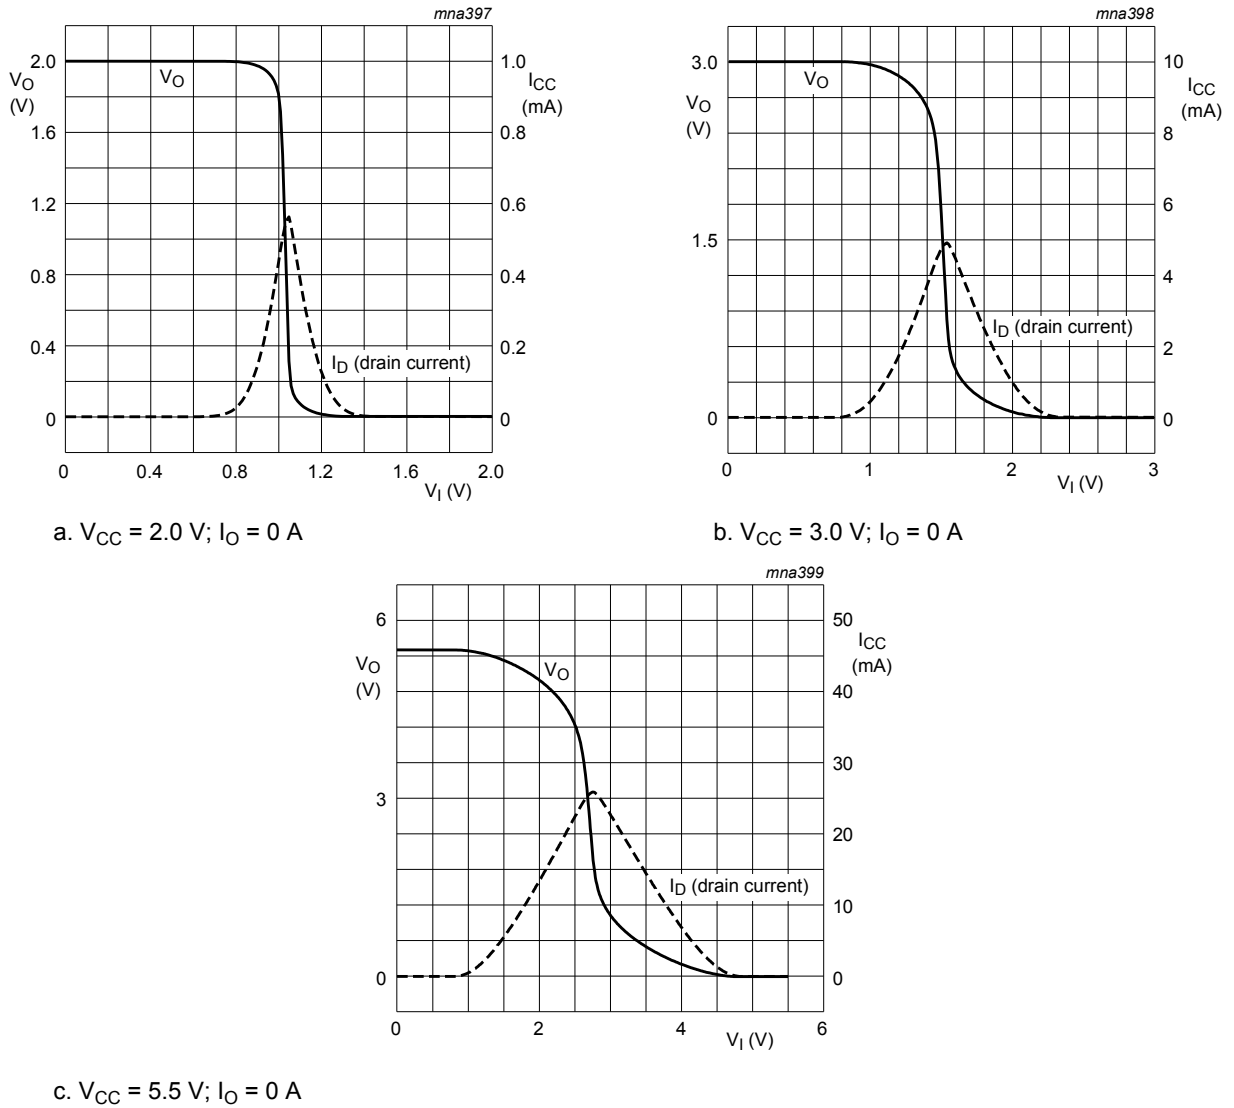 mna397
2.0
1.0
VO
(V)
VO
ICC
(mA)
1.6
0.8
1.2
0.6
0.8
0.4
0.4
0.2
ID (drain current)
0
0
0
0.4
0.8
1.2
1.6
2.0
VI (V)
a. VCC = 2.0 V; IO = 0 A
mna398
3.0
10
VO
(V)
VO
ICC
(mA)
8
6
1.5
4
ID (drain current)
2
0
0
0
1
2
3
VI (V)
b. VCC = 3.0 V; IO = 0 A
mna399
6
50
VO
(V)
VO
ICC
(mA)
40
30
3
20
ID (drain current)
10
0
0
0
2
4
6
VI (V)
c. VCC = 5.5 V; IO = 0 A